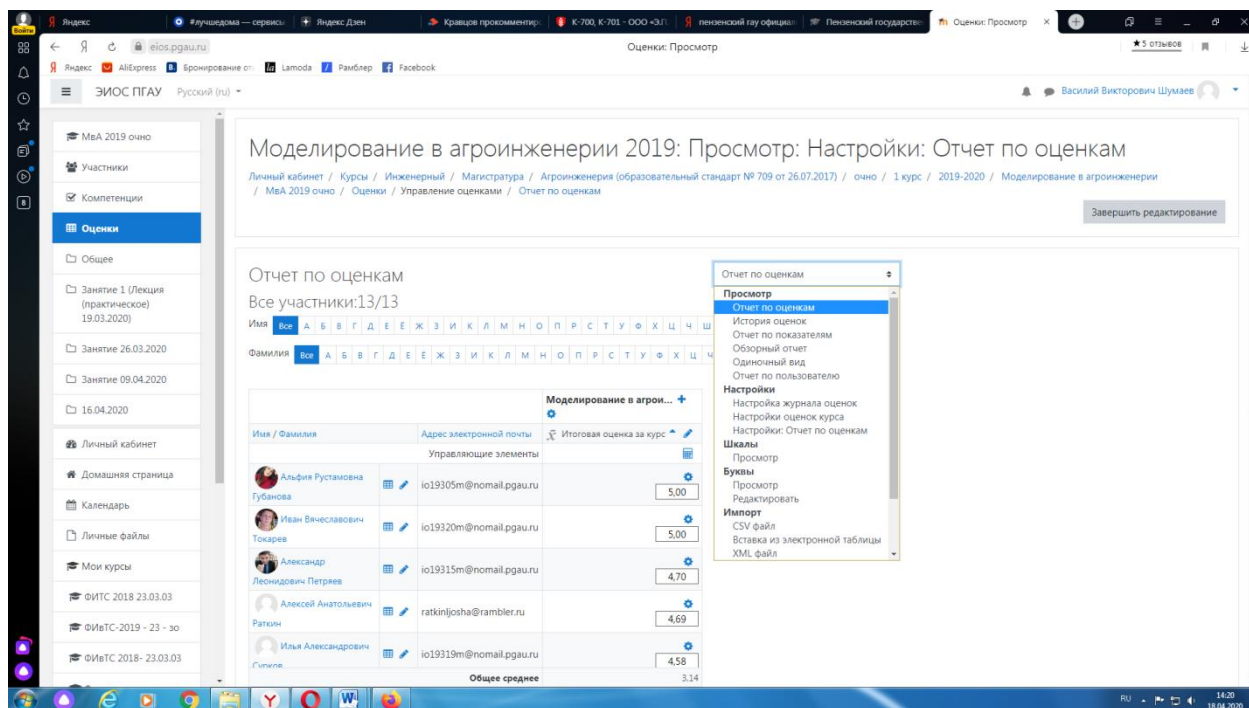 Войти
Яндекс
#лучшедома — сервисы
Яндекс Дзен
Кравцов прокомментир
К-700, К-701 - ООО «ЭЛ
пензенский гау официал
Пензенский государстве
Оценки: Просмотр
eios.pgau.ru
Оценки: Просмотр
★5 отзывов
Яндекс
AliExpress
Бронирование от
Lamoda
Рамблер
Facebook
ЭИОС ПГАУ
Русский (ru)
Василий Викторович Шумаев
8
МвА 2019 очно
Участники
Компетенции
Оценки
Общее
Занятие 1 (Лекция
(практическое)
19.03.2020)
Занятие 26.03.2020
Занятие 09.04.2020
16.04.2020
Личный кабинет
Домашняя страница
Календарь
Личные файлы
Мои курсы
ФИТС 2018 23.03.03
ФИвТС-2019 - 23 - зо
ФИвТС 2018- 23.03.03
Моделирование в агроинженерии 2019: Просмотр: Настройки: Отчет по оценкам
Личный кабинет / Курсы / Инженерный / Магистратура / Агроинженерия (образовательный стандарт № 709 от 26.07.2017) / очно / 1 курс / 2019-2020 / Моделирование в агроинженерии
/ МвА 2019 очно / Оценки / Управление оценками / Отчет по оценкам
Завершить редактирование
Отчет по оценкам
Все участники:13/13
Имя Все А Б В Г Д Е Ё Ж З И К Л М Н О П Р С Т У Ф Х Ц Ч Ш
Фамилия Все А Б В Г Д Е Ё Ж З И К Л М Н О П Р С Т У Ф Х Ц Ч
Моделирование в агрои...
Имя / Фамилия
Адрес электронной почты
Итоговая оценка за курс
Управляющие элементы
Альфия Рустамовна
Губанова
io19305m@nomail.pgau.ru
5,00
Иван Вячеславович
Токарев
io19320m@nomail.pgau.ru
5,00
Александр
Леонидович Петряев
io19315m@nomail.pgau.ru
4,70
Алексей Анатольевич
Раткин
ratkinljosha@rambler.ru
4,69
Илья Александрович
Сурков
io19319m@nomail.pgau.ru
4,58
Общее среднее
3,14
Отчет по оценкам
Просмотр
Отчет по оценкам
История оценок
Отчет по показателям
Обзорный отчет
Одиночный вид
Отчет по пользователю
Настройки
Настройка журнала оценок
Настройки оценок курса
Настройки: Отчет по оценкам
Шкалы
Просмотр
Буквы
Просмотр
Редактировать
Импорт
CSV файл
Вставка из электронной таблицы
XML файл
RU
14:20
18.04.2020